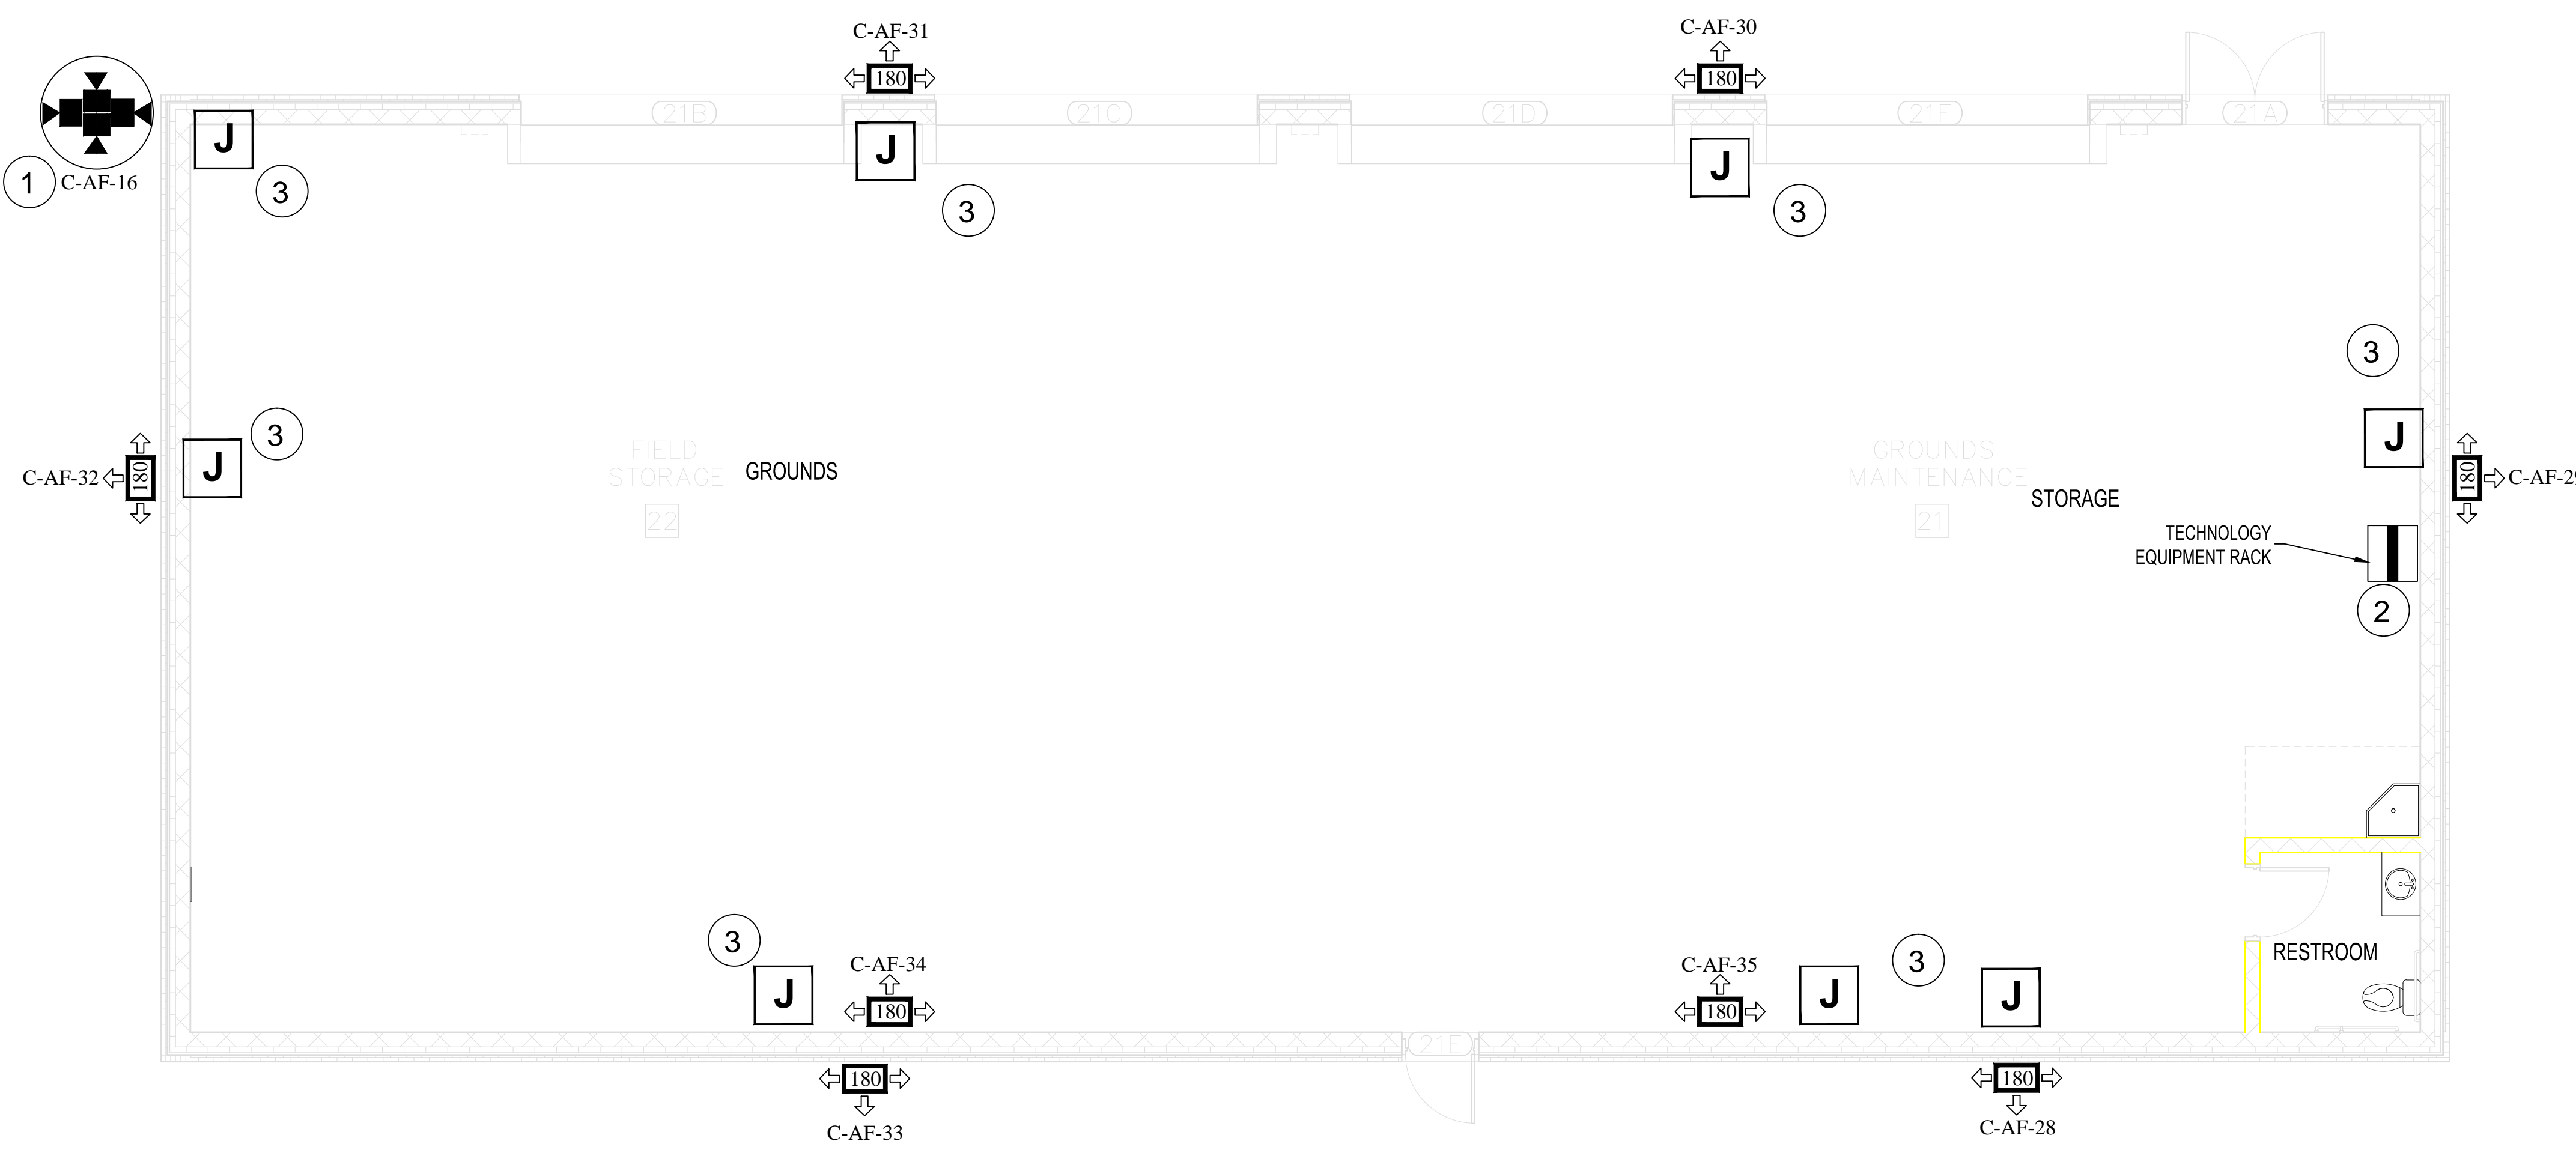 C-AF-31
C-AF-30
180
180
21B
21C
21D
21F
21A
J
J
J
1
C-AF-16
3
3
3
3
3
J
J
FIELD
STORAGE
GROUNDS
22
GROUNDS
MAINTENANCE
21
STORAGE
C-AF-32
180
180
TECHNOLOGY
EQUIPMENT RACK
2
3
C-AF-34
180
J
C-AF-35
180
3
J
J
RESTROOM
21E
180
C-AF-33
180
C-AF-28